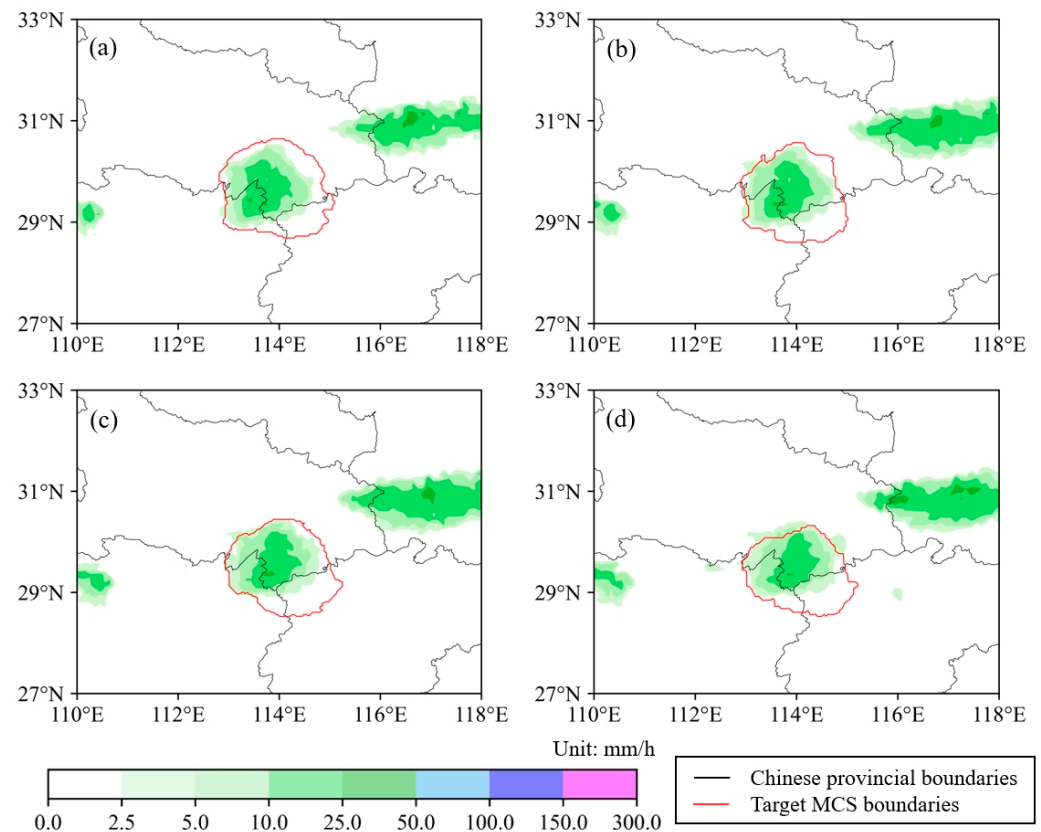 33°N
(a)
31°N
29°N
27°N
110°E 112°E 114°E 116°E 118°E
33°N
(b)
31°N
29°N
27°N
110°E 112°E 114°E 116°E 118°E
33°N
(c)
31°N
29°N
27°N
110°E 112°E 114°E 116°E 118°E
33°N
(d)
31°N
29°N
27°N
110°E 112°E 114°E 116°E 118°E
Unit: mm/h
0.0 2.5 5.0 10.0 25.0 50.0 100.0 150.0 300.0
Chinese provincial boundaries
Target MCS boundaries